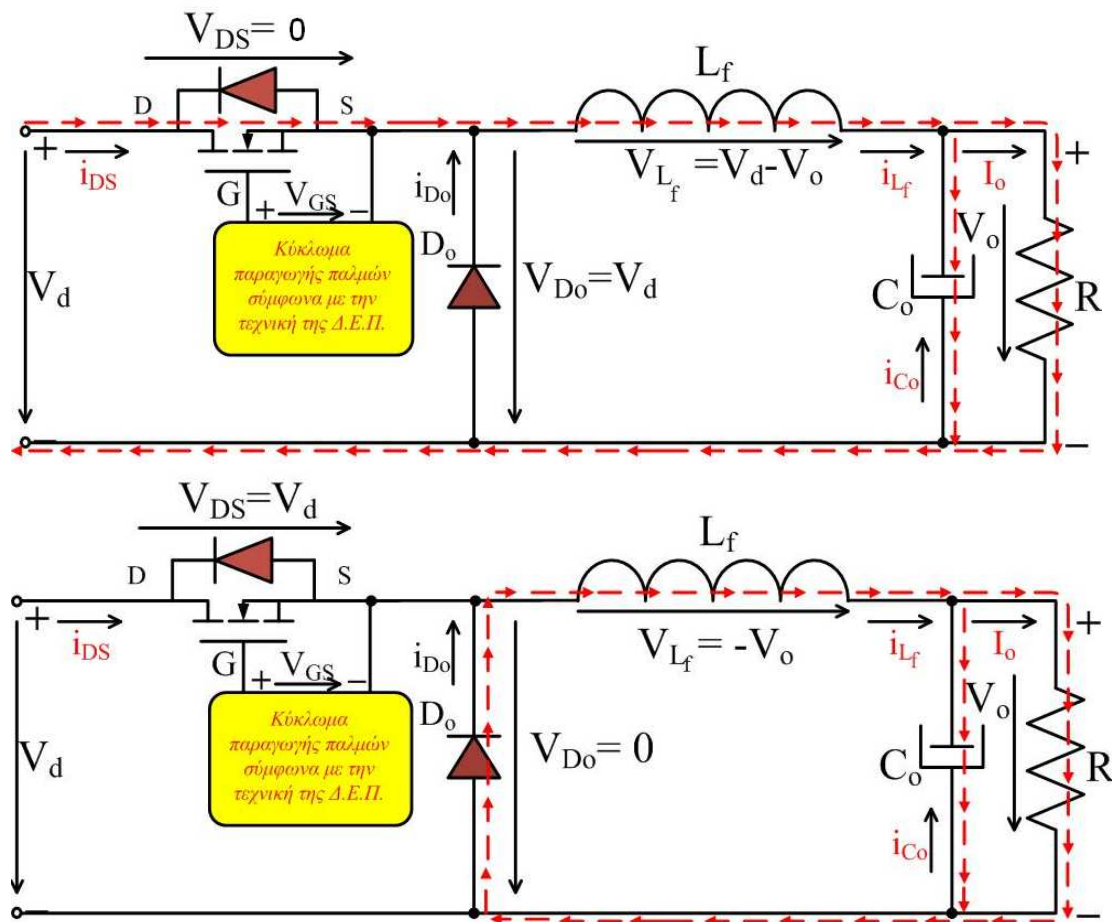 V_DS= 0
L_f
D
S
+
i_DS
G
+ V_GS −
i_Do
V_Lf =V_d-V_o
i_Lf
I_o
+
Κύκλωμα
παραγωγής παλμών
σύμφωνα με την
τεχνική της Δ.Ε.Π.
D_o
V_d
V_Do=V_d
C_o
V_o
R
i_Co
−
−
V_DS=V_d
L_f
D
S
+
i_DS
G
+ V_GS −
i_Do
V_Lf = -V_o
i_Lf
I_o
+
Κύκλωμα
παραγωγής παλμών
σύμφωνα με την
τεχνική της Δ.Ε.Π.
D_o
V_d
V_Do= 0
C_o
V_o
R
i_Co
−
−